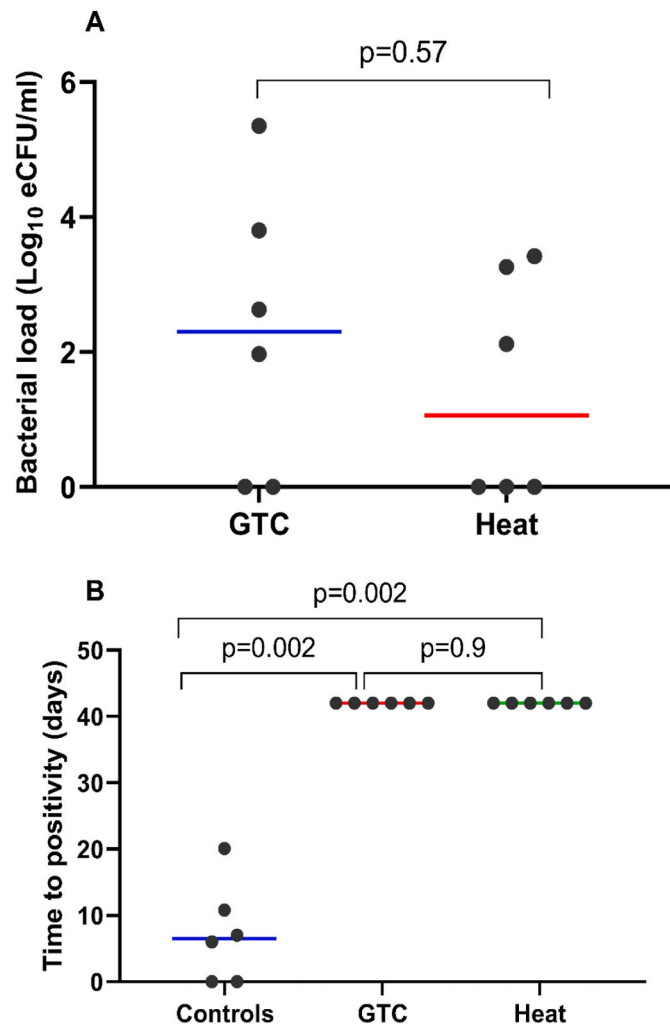 A
p=0.57
Bacterial load (Log10 eCFU/ml)
6
4
2
0
GTC Heat
B
p=0.002
p=0.002 p=0.9
Time to positivity (days)
50
40
30
20
10
0
Controls GTC Heat